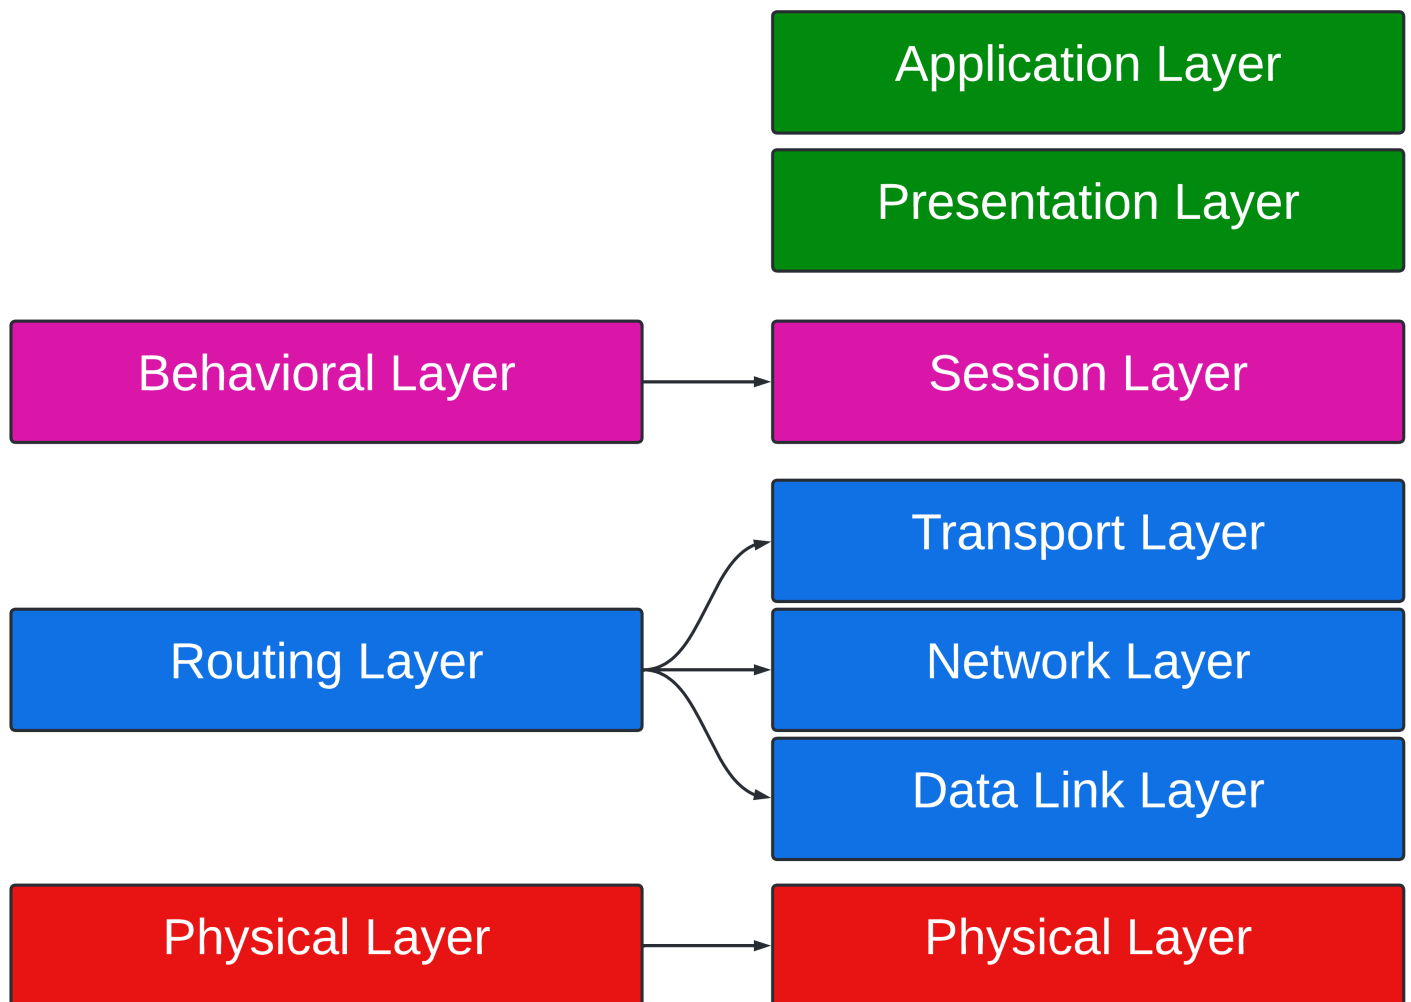 Application Layer
Presentation Layer
Behavioral Layer
Session Layer
Transport Layer
Routing Layer
Network Layer
Data Link Layer
Physical Layer
Physical Layer